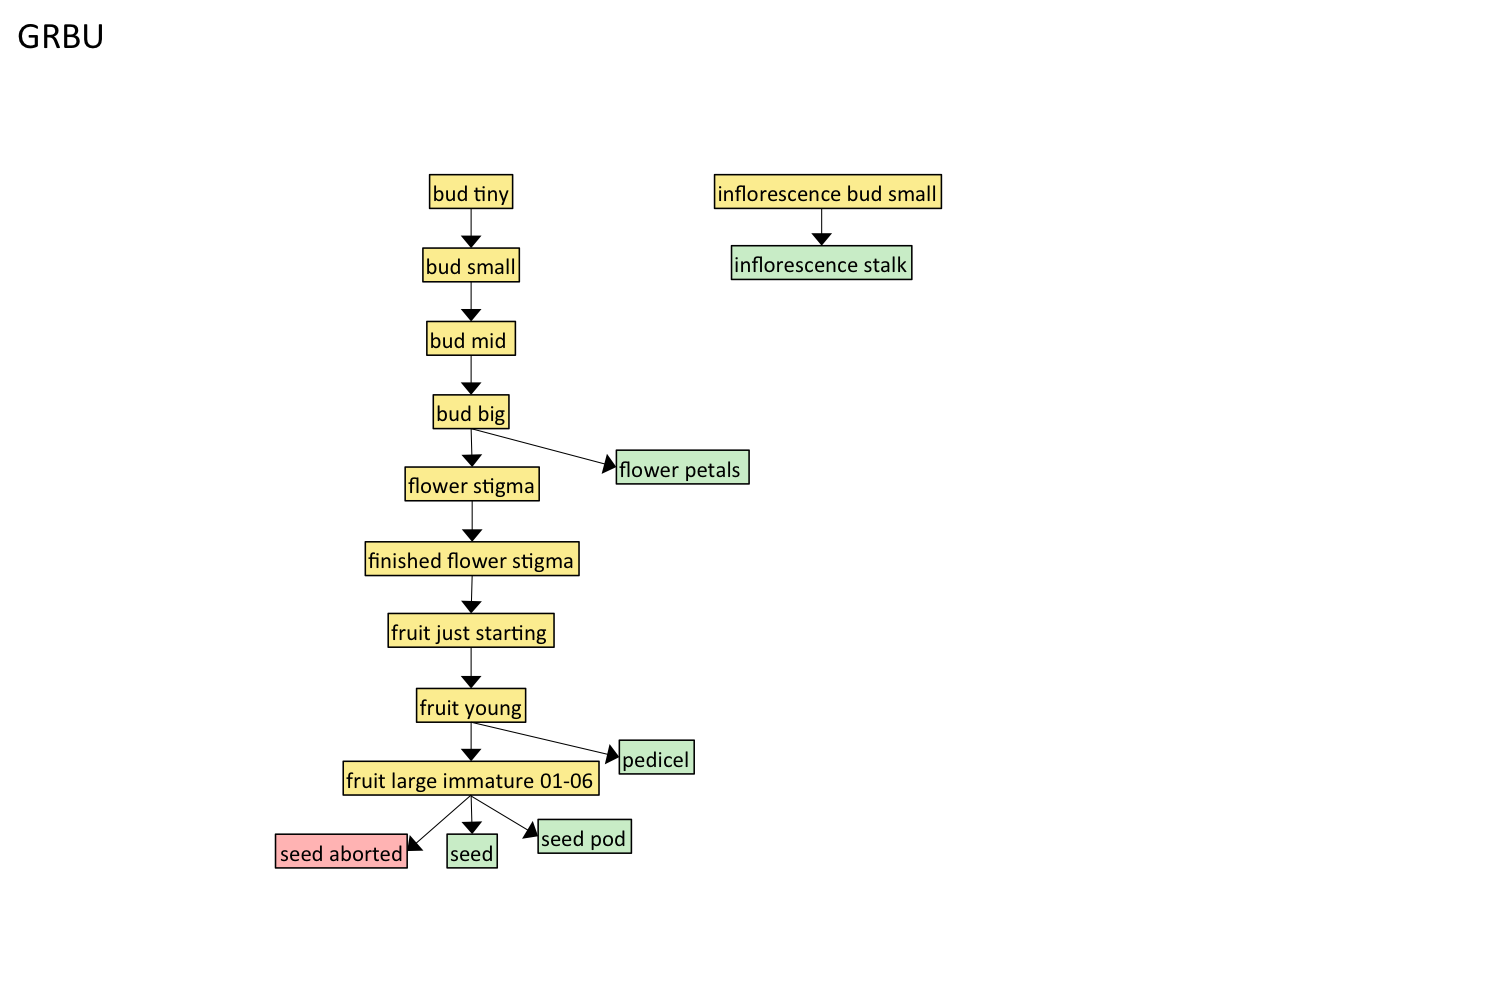 GRBU
bud tiny
inflorescence bud small
bud small
inflorescence stalk
bud mid
bud big
flower petals
flower stigma
finished flower stigma
fruit just starting
fruit young
pedicel
fruit large immature 01-06
seed aborted
seed
seed pod